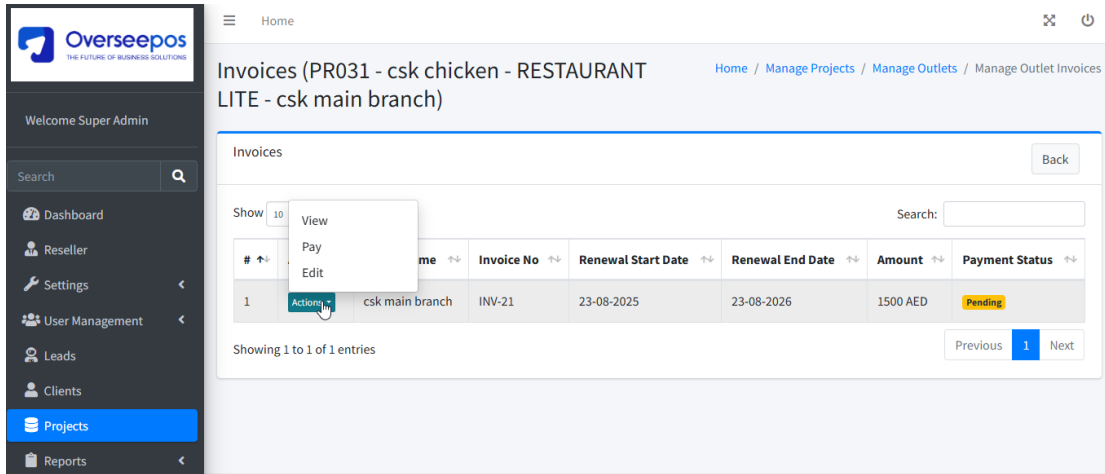 Overseepos
THE FUTURE OF BUSINESS SOLUTIONS
Welcome Super Admin
Search
Dashboard
Reseller
Settings
User Management
Leads
Clients
Projects
Reports
Home
Invoices (PR031 - csk chicken - RESTAURANT
LITE - csk main branch)
Home / Manage Projects / Manage Outlets / Manage Outlet Invoices
Invoices
Back
Show 10
Search:
View
Pay
Edit
# me Invoice No Renewal Start Date Renewal End Date Amount Payment Status
1 Actions csk main branch INV-21 23-08-2025 23-08-2026 1500 AED Pending
Showing 1 to 1 of 1 entries
Previous 1 Next